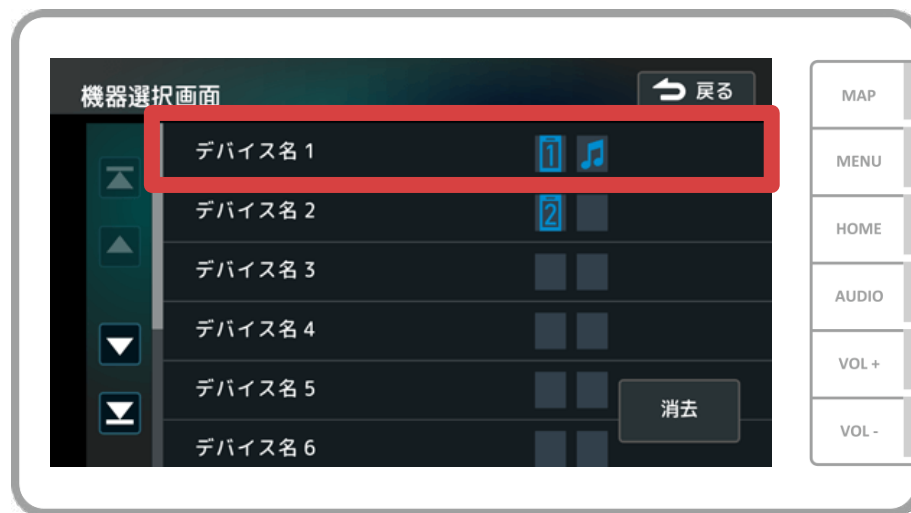 機器選択画面
戻る
デバイス名 1
1
デバイス名 2
2
デバイス名 3
デバイス名 4
デバイス名 5
消去
デバイス名 6
MAP
MENU
HOME
AUDIO
VOL +
VOL -